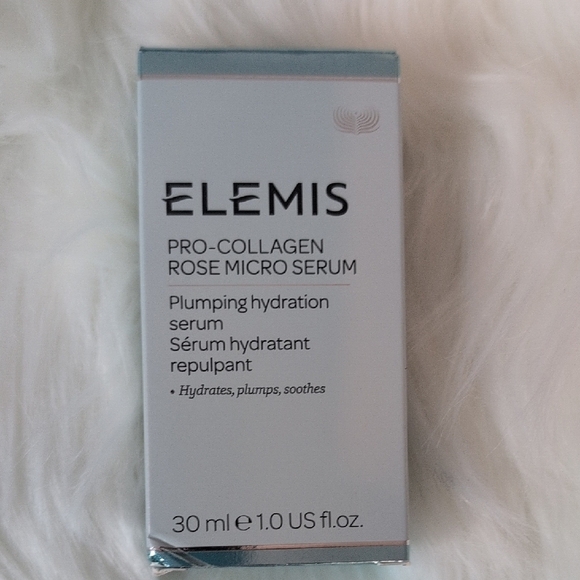 ELEMIS
PRO-COLLAGEN
ROSE MICRO SERUM
Plumping hydration
serum
Sérum hydratant
repulpant
• Hydrates, plumps, soothes
30 ml ℮ 1.0 US fl.oz.